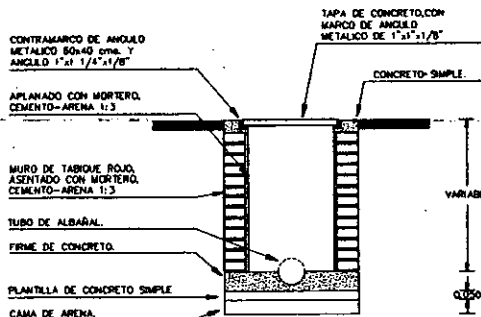 CONTRAMARCO DE ANGULO
METALICO 60x40 cms. Y
ANGULO 1"x1 1/4"x1/8"
TAPA DE CONCRETO, CON
MARCO DE ANGULO
METALICO DE 1"x1"x1/8"
CONCRETO-SIMPLE.
APLANADO CON MORTERO,
CEMENTO-ARENA 1:3
MURO DE TABIQUE ROJO,
ASENTADO CON MORTERO,
CEMENTO-ARENA 1:3
VARIABL
TUBO DE ALBAÑAL.
FIRME DE CONCRETO.
PLANTILLA DE CONCRETO SIMPLE
CAMA DE ARENA.